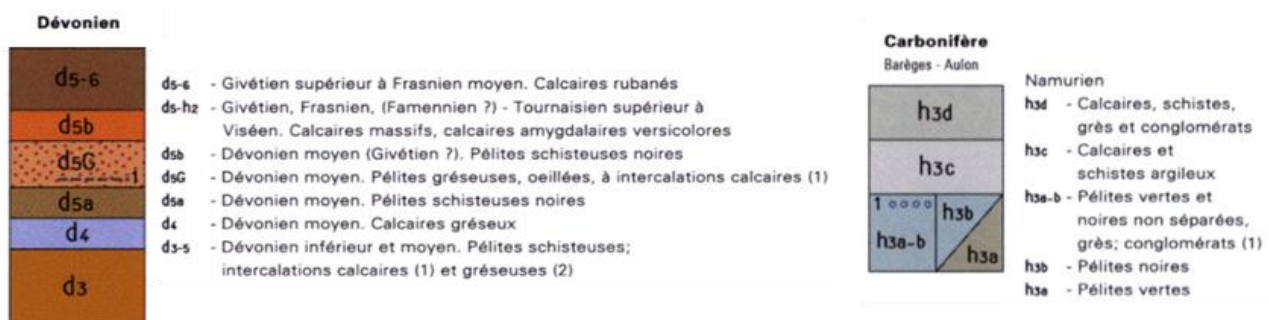 Dévonien
d5-6
d5b
d5G
1
d5a
d4
d3
d5-6 - Givétien supérieur à Frasnien moyen. Calcaires rubanés
d5-h2 - Givétien, Frasnien, (Famennien ?) - Tournaisien supérieur à
Viséen. Calcaires massifs, calcaires amygdalaires versicolores
d5b - Dévonien moyen (Givétien ?). Pélites schisteuses noires
d5G - Dévonien moyen. Pélites gréseuses, oeillées, à intercalations calcaires (1)
d5a - Dévonien moyen. Pélites schisteuses noires
d4 - Dévonien moyen. Calcaires gréseux
d3-5 - Dévonien inférieur et moyen. Pélites schisteuses;
intercalations calcaires (1) et gréseuses (2)
Carbonifère
Barèges - Aulon
h3d
h3c
1
h3b
h3a-b
h3a
Namurien
h3d - Calcaires, schistes,
grès et conglomérats
h3c - Calcaires et
schistes argileux
h3a-b - Pélites vertes et
noires non séparées,
grès; conglomérats (1)
h3b - Pélites noires
h3a - Pélites vertes